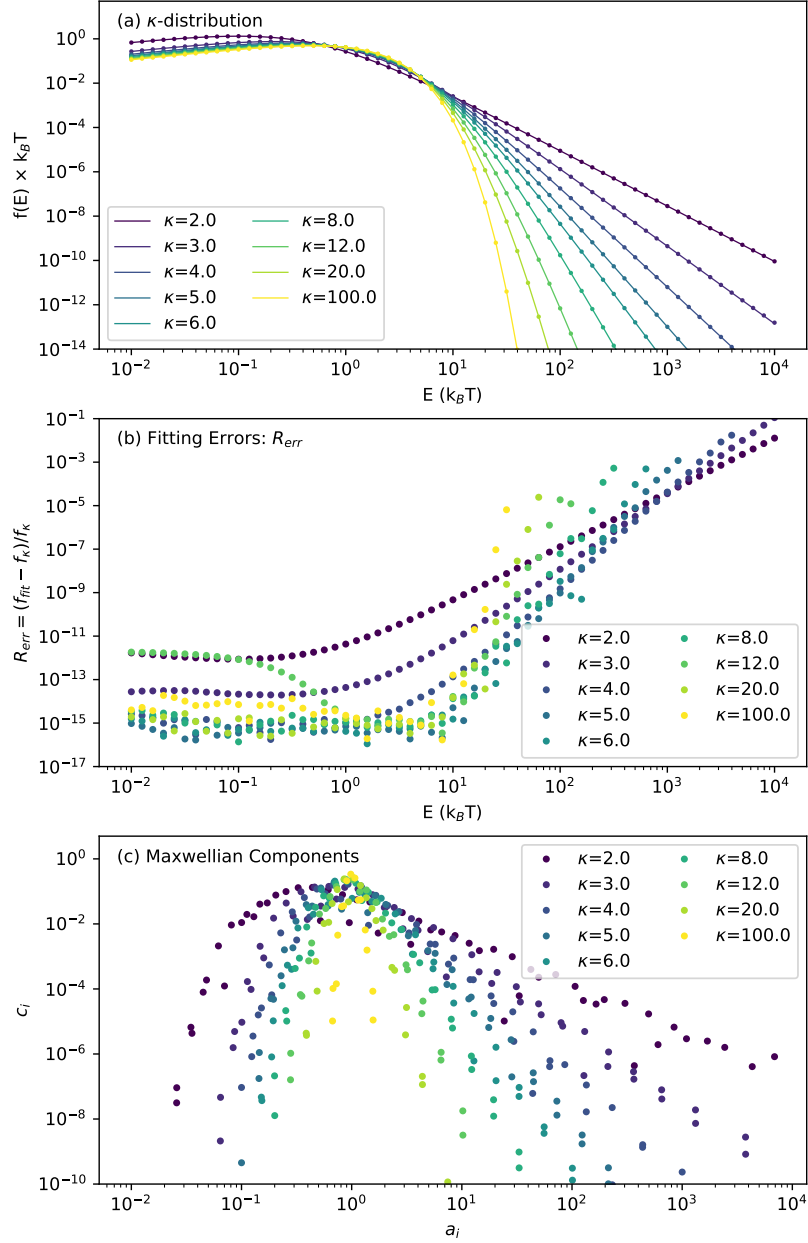 (a) κ-distribution
f(E) × k_BT
10^0
10^−2
10^−4
10^−6
10^−8
10^−10
10^−12
10^−14
κ=2.0
κ=3.0
κ=4.0
κ=5.0
κ=6.0
κ=8.0
κ=12.0
κ=20.0
κ=100.0
10^−2 10^−1 10^0 10^1 10^2 10^3 10^4
E (k_BT)
(b) Fitting Errors: R_err
R_err = (f_fit − f_κ)/f_κ
10^−1
10^−3
10^−5
10^−7
10^−9
10^−11
10^−13
10^−15
10^−17
κ=2.0
κ=3.0
κ=4.0
κ=5.0
κ=6.0
κ=8.0
κ=12.0
κ=20.0
κ=100.0
10^−2 10^−1 10^0 10^1 10^2 10^3 10^4
E (k_BT)
(c) Maxwellian Components
c_i
10^0
10^−2
10^−4
10^−6
10^−8
10^−10
κ=2.0
κ=3.0
κ=4.0
κ=5.0
κ=6.0
κ=8.0
κ=12.0
κ=20.0
κ=100.0
10^−2 10^−1 10^0 10^1 10^2 10^3 10^4
a_i